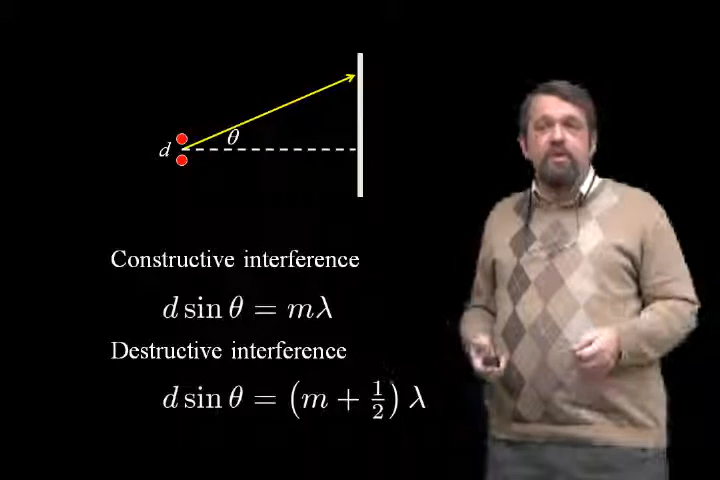 θ
d
Constructive interference
d sin θ = mλ
Destructive interference
d sin θ = (m + 1/2) λ